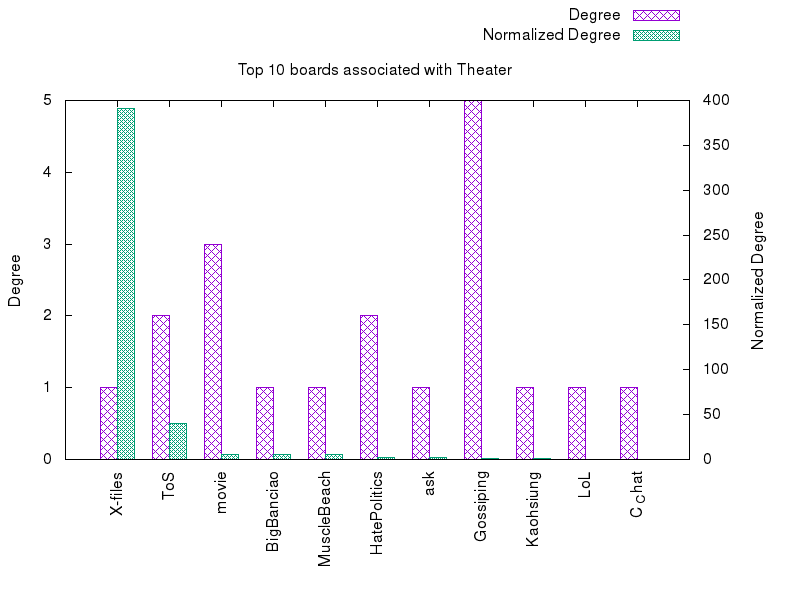 Degree
Normalized Degree
Top 10 boards associated with Theater
5
4
3
2
1
0
400
350
300
250
200
150
100
50
0
Degree
Normalized Degree
X-files
ToS
movie
BigBanciao
MuscleBeach
HatePolitics
ask
Gossiping
Kaohsiung
LoL
C Chat